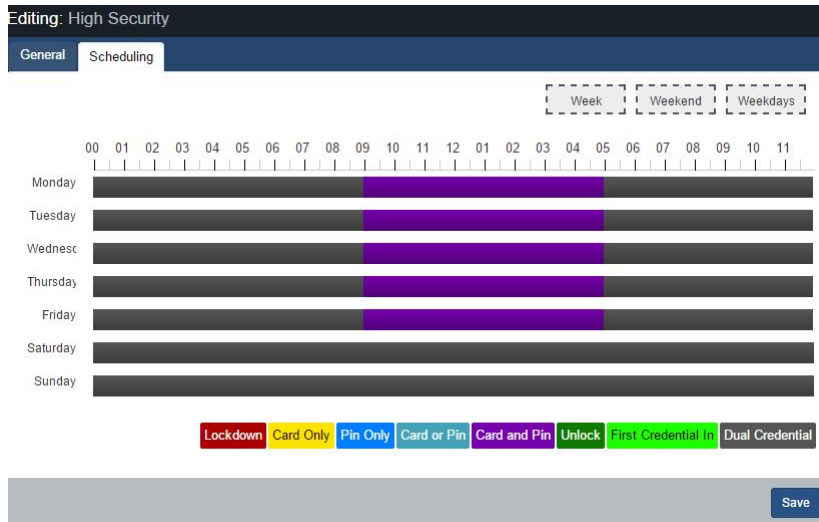 Editing: High Security
General Scheduling
Week Weekend Weekdays
00 01 02 03 04 05 06 07 08 09 10 11 12 01 02 03 04 05 06 07 08 09 10 11
Monday
Tuesday
Wednesc
Thursday
Friday
Saturday
Sunday
Lockdown Card Only Pin Only Card or Pin Card and Pin Unlock First Credential In Dual Credential
Save